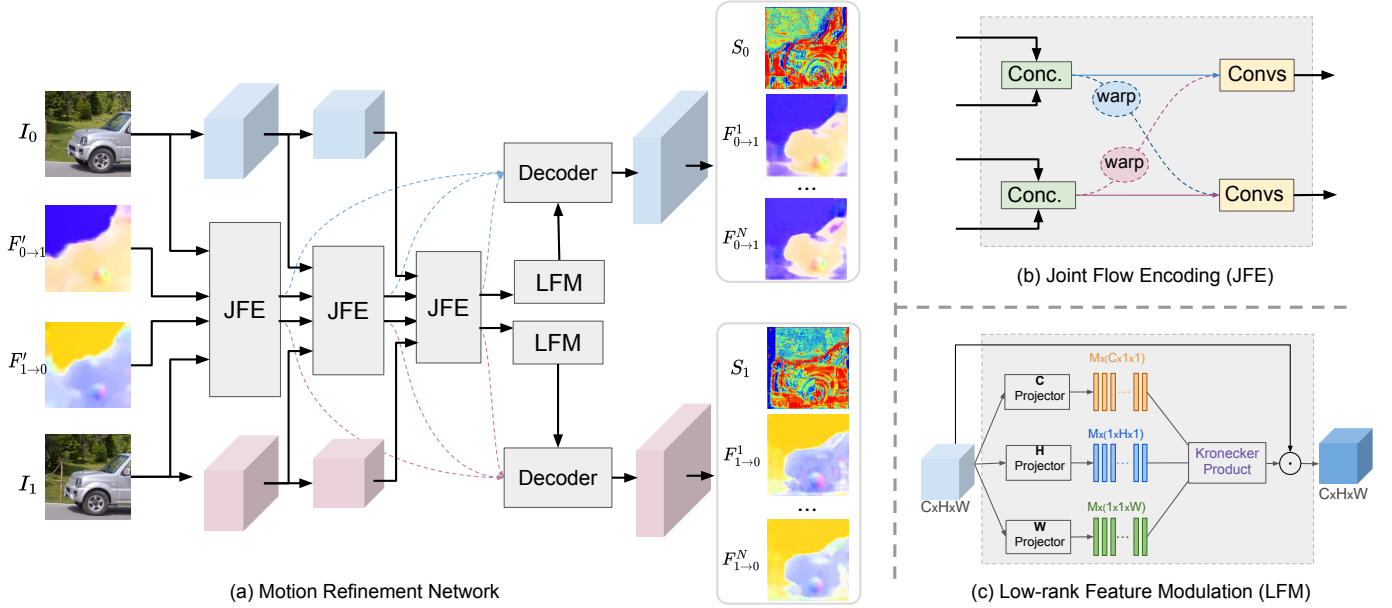 I₀
F′₀→₁
F′₁→₀
I₁
JFE
JFE
JFE
LFM
LFM
Decoder
Decoder
S₀
F¹₀→₁
...
Fᴺ₀→₁
S₁
F¹₁→₀
...
Fᴺ₁→₀
(a) Motion Refinement Network
Conc.
warp
Convs
warp
Conc.
Convs
(b) Joint Flow Encoding (JFE)
CxHxW
C
Projector
H
Projector
W
Projector
Mx(Cx1x1)
...
Mx(1xHx1)
...
Mx(1x1xW)
...
Kronecker
Product
CxHxW
(c) Low-rank Feature Modulation (LFM)